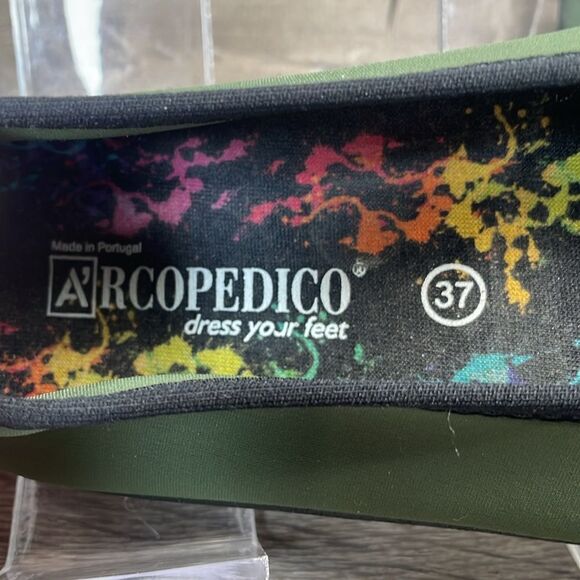 Made in Portugal
A'RCOPEDICO®
dress your feet
37